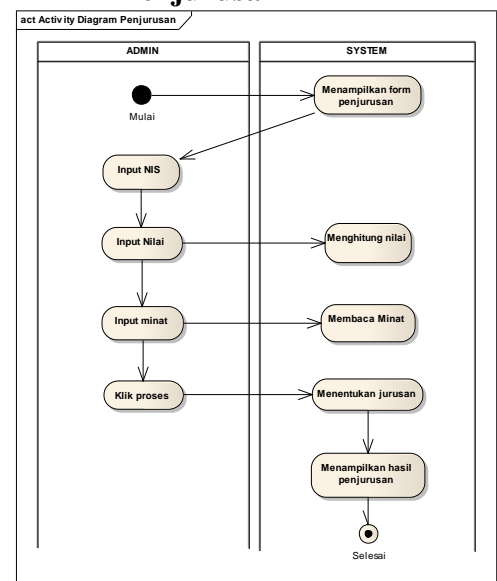 act Activity Diagram Penjurusan
ADMIN
SYSTEM
Mulai
Menampilkan form
penjurusan
Input NIS
Input Nilai
Menghitung nilai
Input minat
Membaca Minat
Klik proses
Menentukan jurusan
Menampilkan hasil
penjurusan
Selesai